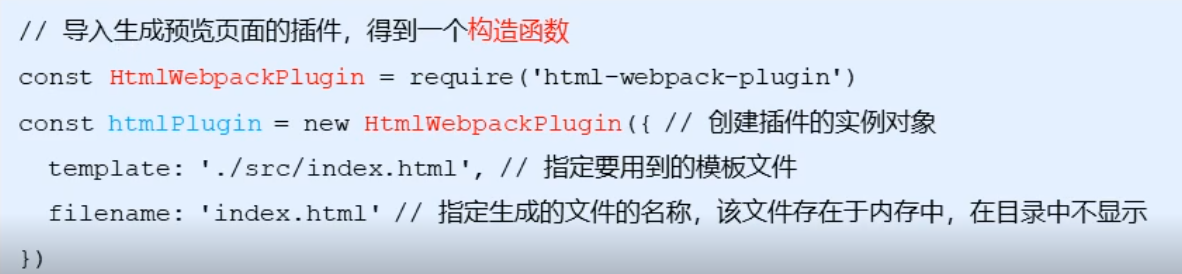 // 导入生成预览页面的插件，得到一个构造函数
const HtmlWebpackPlugin = require('html-webpack-plugin')
const htmlPlugin = new HtmlWebpackPlugin({ // 创建插件的实例对象
  template: './src/index.html', // 指定要用到的模板文件
  filename: 'index.html' // 指定生成的文件的名称，该文件存在于内存中，在目录中不显示
})